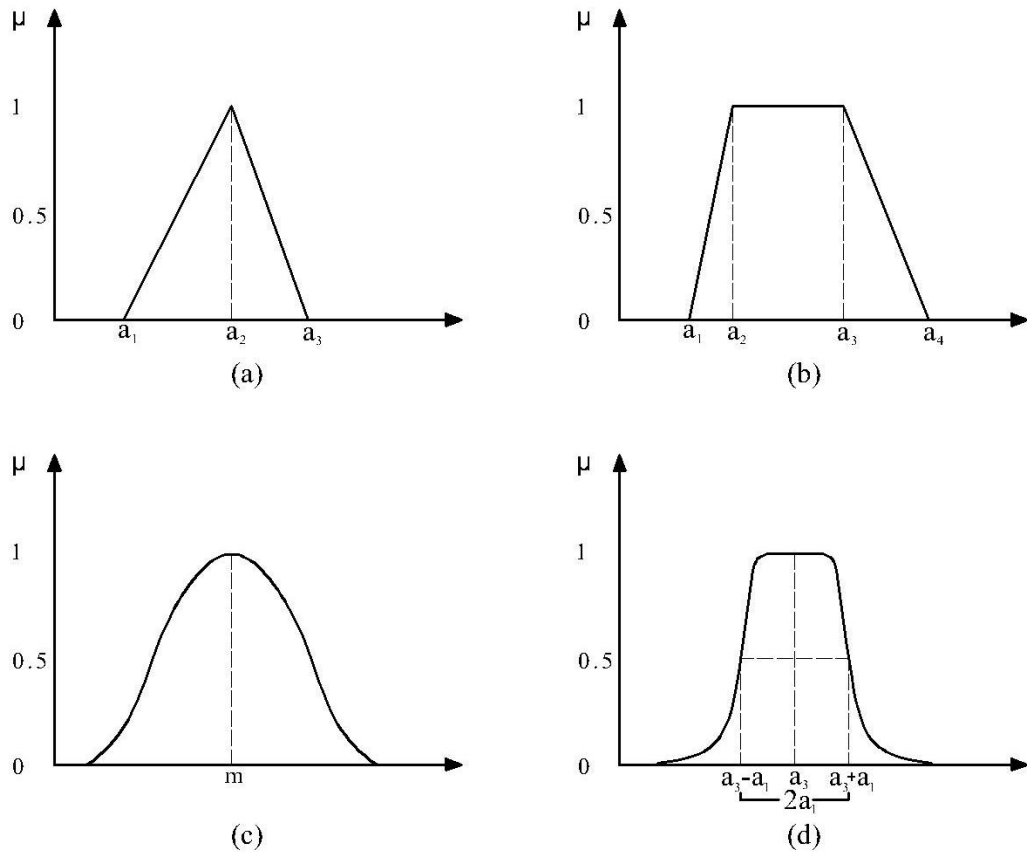 μ
1
0.5
0
a₁ a₂ a₃
(a)
μ
1
0.5
0
a₁ a₂ a₃ a₄
(b)
μ
1
0.5
0
m
(c)
μ
1
0.5
0
a₃-a₁ a₃ a₃+a₁
2a₁
(d)